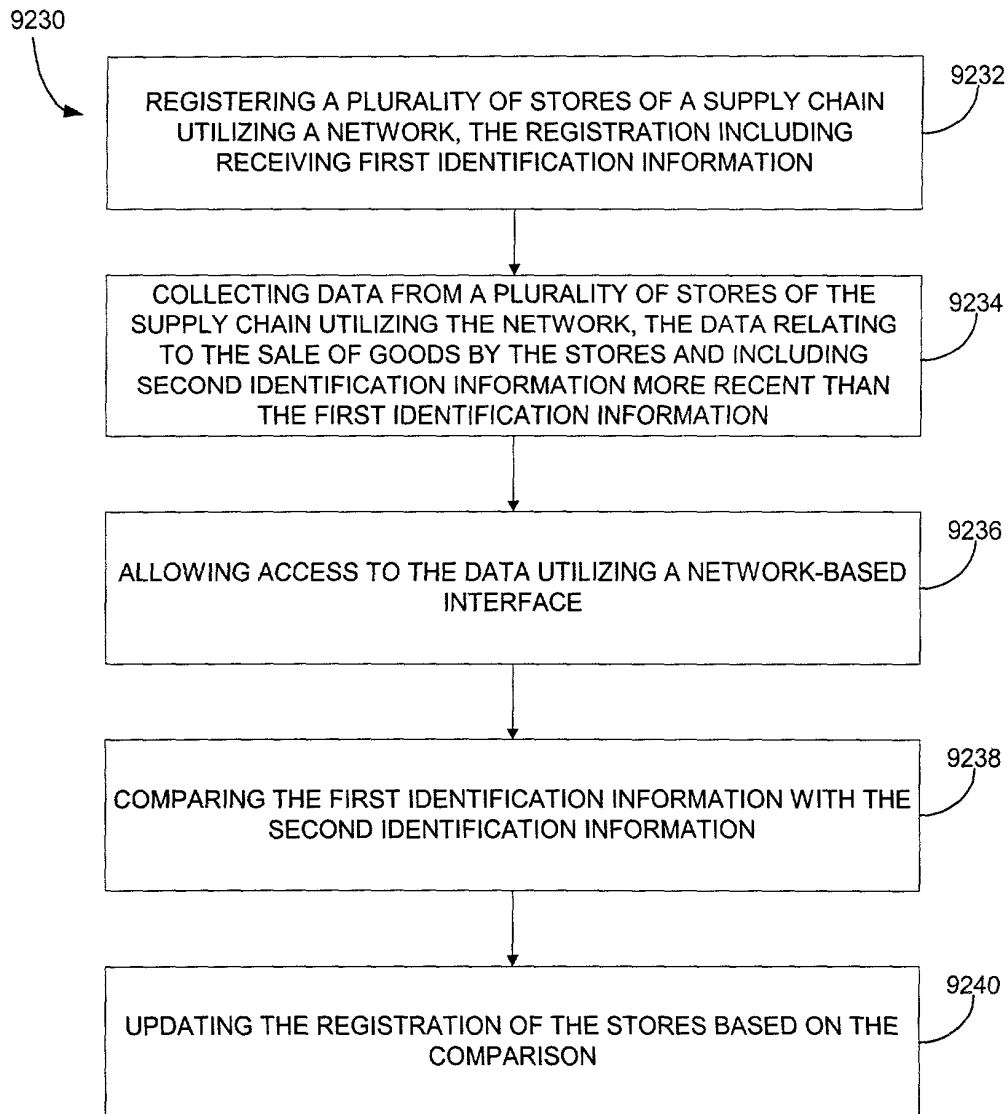 9230
9232
REGISTERING A PLURALITY OF STORES OF A SUPPLY CHAIN
UTILIZING A NETWORK, THE REGISTRATION INCLUDING
RECEIVING FIRST IDENTIFICATION INFORMATION
9234
COLLECTING DATA FROM A PLURALITY OF STORES OF THE
SUPPLY CHAIN UTILIZING THE NETWORK, THE DATA RELATING
TO THE SALE OF GOODS BY THE STORES AND INCLUDING
SECOND IDENTIFICATION INFORMATION MORE RECENT THAN
THE FIRST IDENTIFICATION INFORMATION
9236
ALLOWING ACCESS TO THE DATA UTILIZING A NETWORK-BASED
INTERFACE
9238
COMPARING THE FIRST IDENTIFICATION INFORMATION WITH THE
SECOND IDENTIFICATION INFORMATION
9240
UPDATING THE REGISTRATION OF THE STORES BASED ON THE
COMPARISON